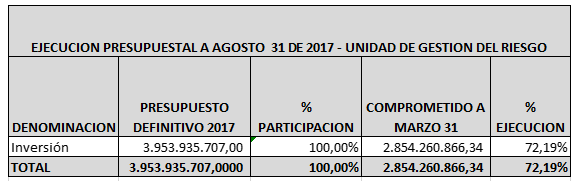 EJECUCION PRESUPUESTAL A AGOSTO 31 DE 2017 - UNIDAD DE GESTION DEL RIESGO
DENOMINACION PRESUPUESTO DEFINITIVO 2017 % PARTICIPACION COMPROMETIDO A MARZO 31 % EJECUCION
Inversión 3.953.935.707,00 100,00% 2.854.260.866,34 72,19%
TOTAL 3.953.935.707,0000 100,00% 2.854.260.866,34 72,19%